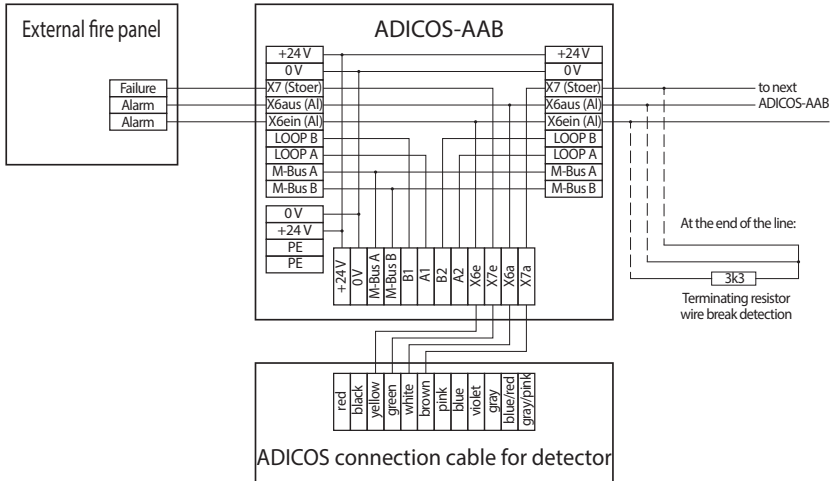 External fire panel
Failure
Alarm
Alarm
ADICOS-AAB
+24 V
0 V
X7 (Stoer)
X6aus (Al)
X6ein (Al)
LOOP B
LOOP A
M-Bus A
M-Bus B
0 V
+24 V
PE
PE
+24 V
0 V
X7 (Stoer)
X6aus (Al)
X6ein (Al)
LOOP B
LOOP A
M-Bus A
M-Bus B
+24 V
0 V
M-Bus A
M-Bus B
B1
A1
B2
A2
X6e
X7e
X6a
X7a
to next
ADICOS-AAB
At the end of the line:
3k3
Terminating resistor
wire break detection
red
black
yellow
green
white
brown
pink
blue
violet
gray
blue/red
gray/pink
ADICOS connection cable for detector